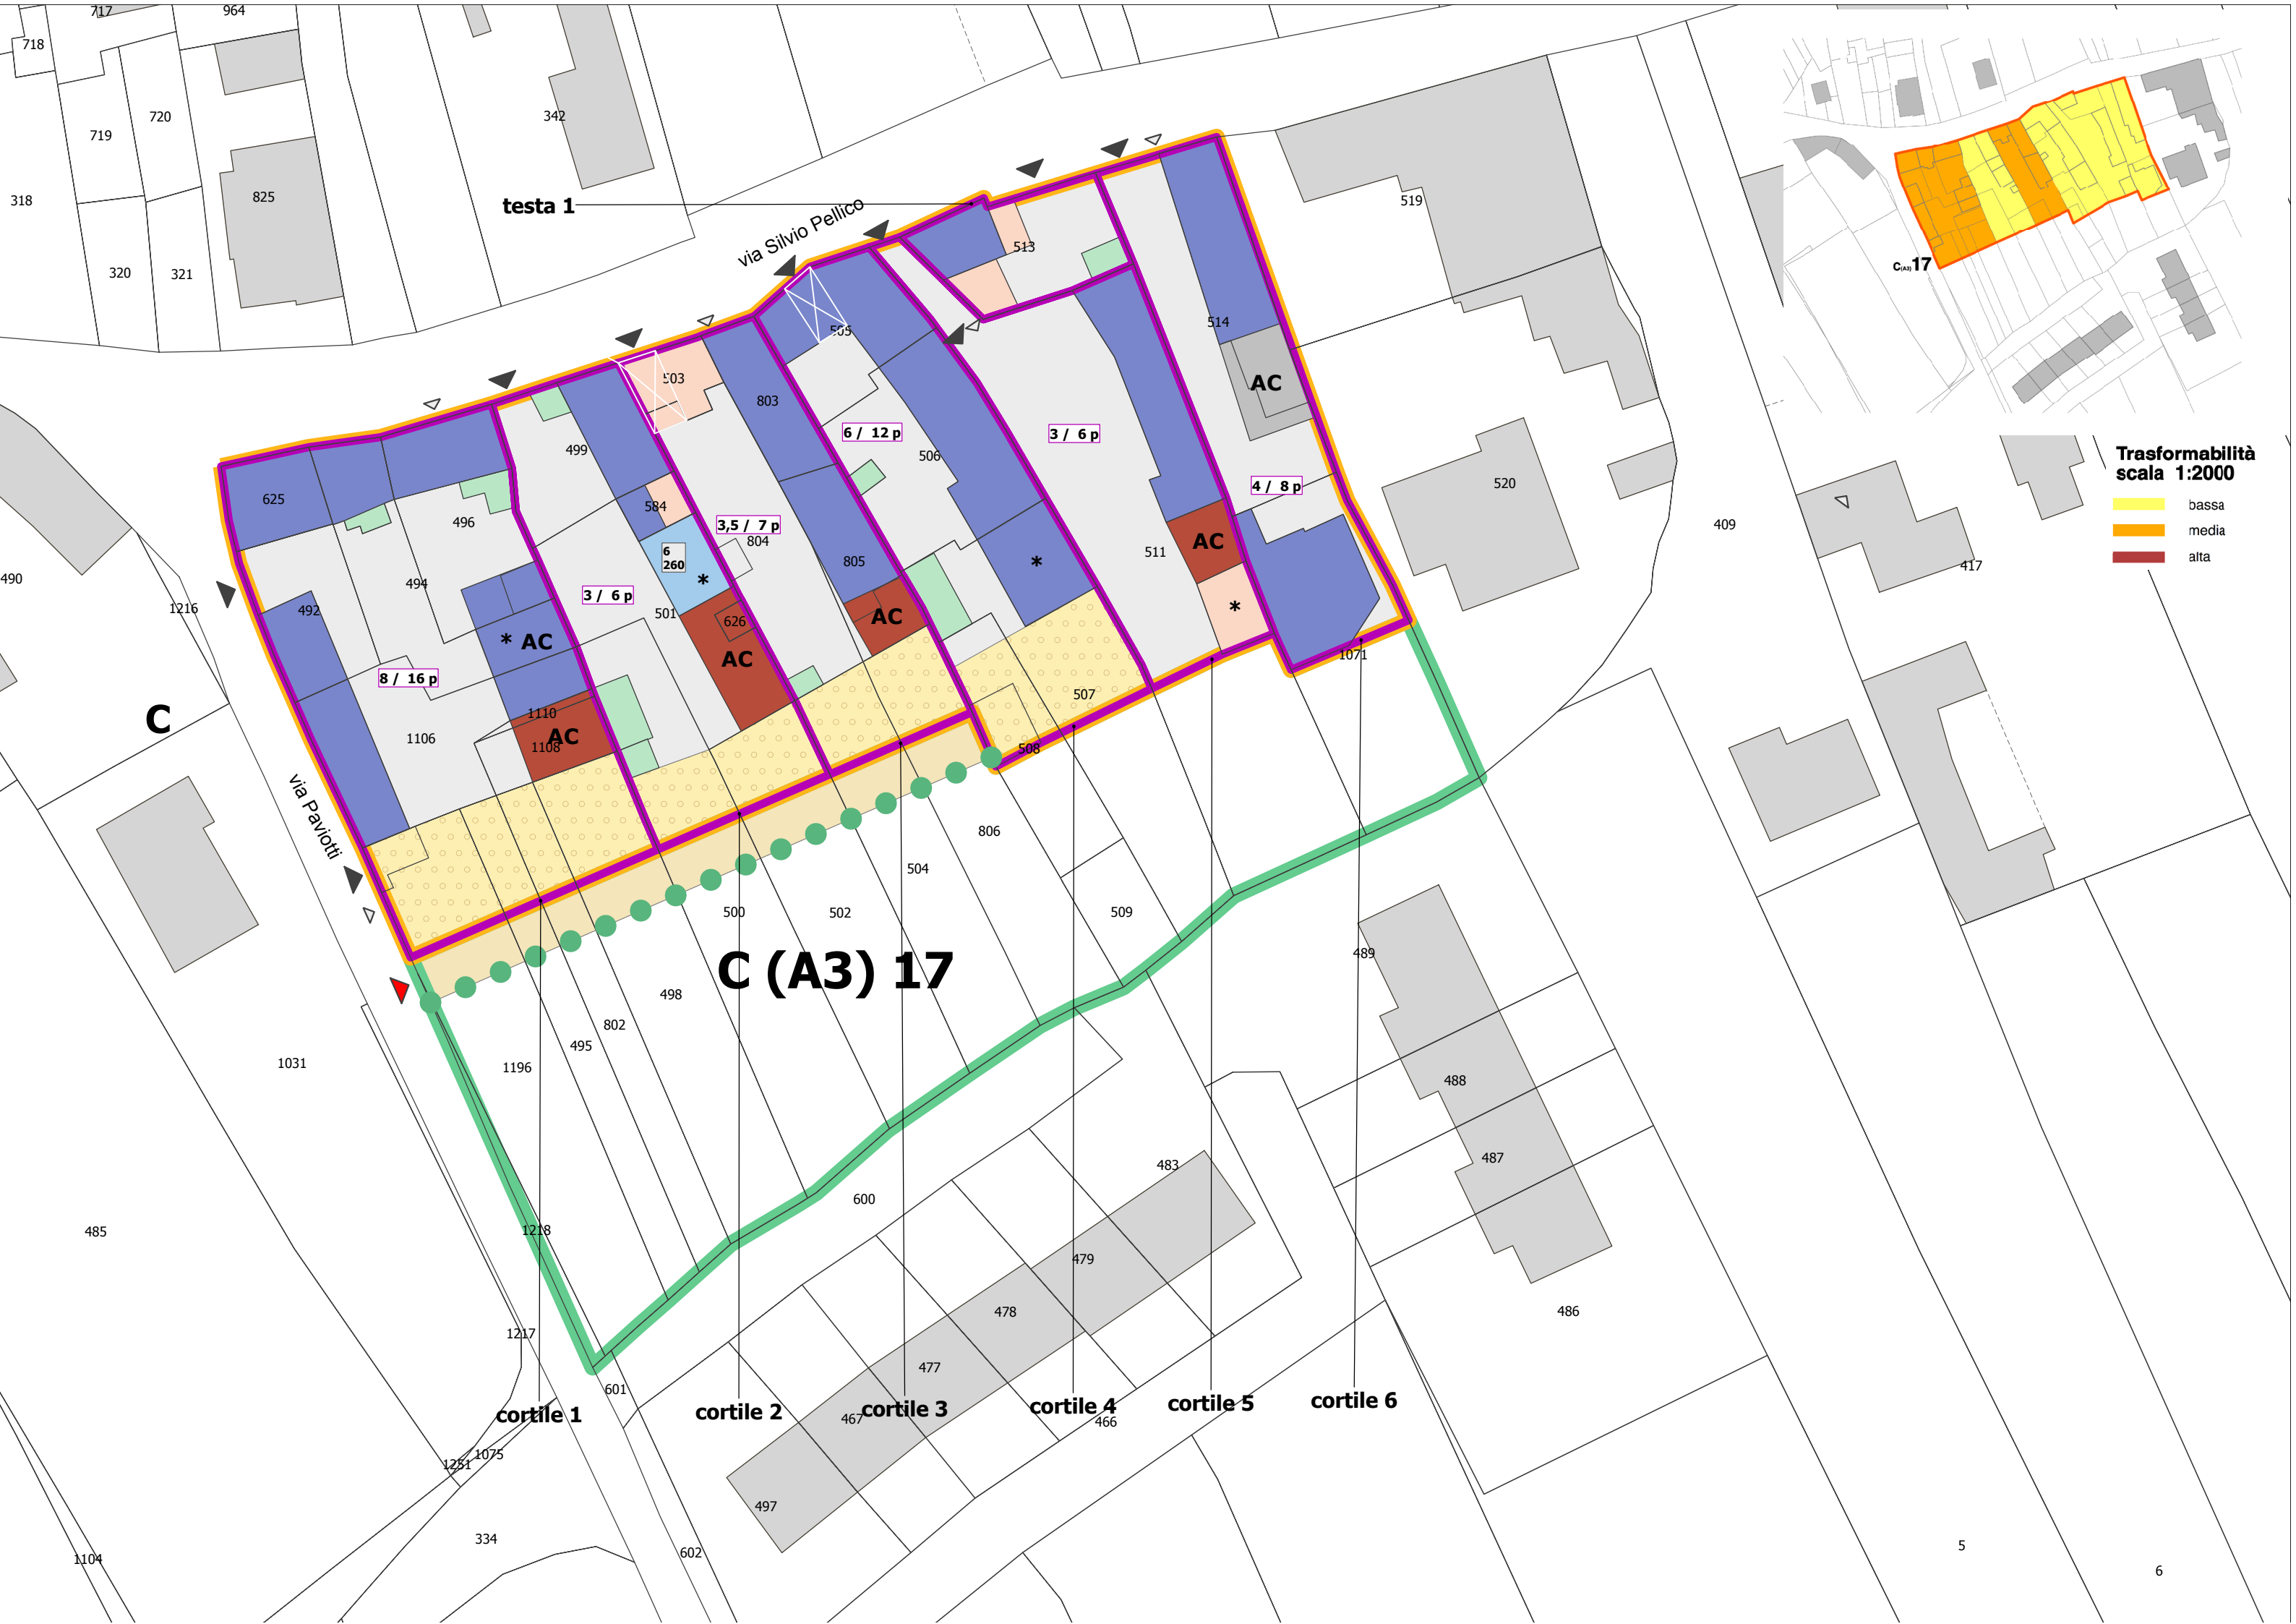 717
964
718
342
719
720
318
825
320
321
testa 1
via Silvio Pellico
513
519
514
505
503
803
AC
499
506
6 / 12 p
3 / 6 p
625
496
584
3,5 / 7 p
804
4 / 8 p
520
409
6
260
*
805
*
511
AC
490
1216
492
494
3 / 6 p
501
626
AC
*
417
* AC
AC
8 / 16 p
1071
507
C
1110
1108
AC
1106
508
via Paviotti
806
504
500
502
509
C (A3) 17
489
498
802
495
1196
1031
488
487
483
600
485
1218
479
478
486
1217
477
601
467
466
cortile 1
cortile 2
cortile 3
cortile 4
cortile 5
cortile 6
1251
1075
497
334
602
1104
5
6
C(A3)17
Trasformabilità
scala 1:2000
bassa
media
alta